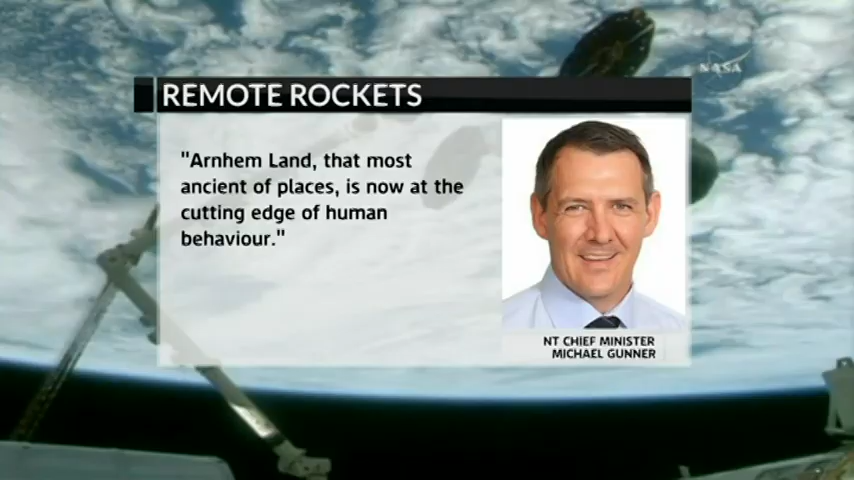 NASA
REMOTE ROCKETS
"Arnhem Land, that most
ancient of places, is now at the
cutting edge of human
behaviour."
NT CHIEF MINISTER
MICHAEL GUNNER